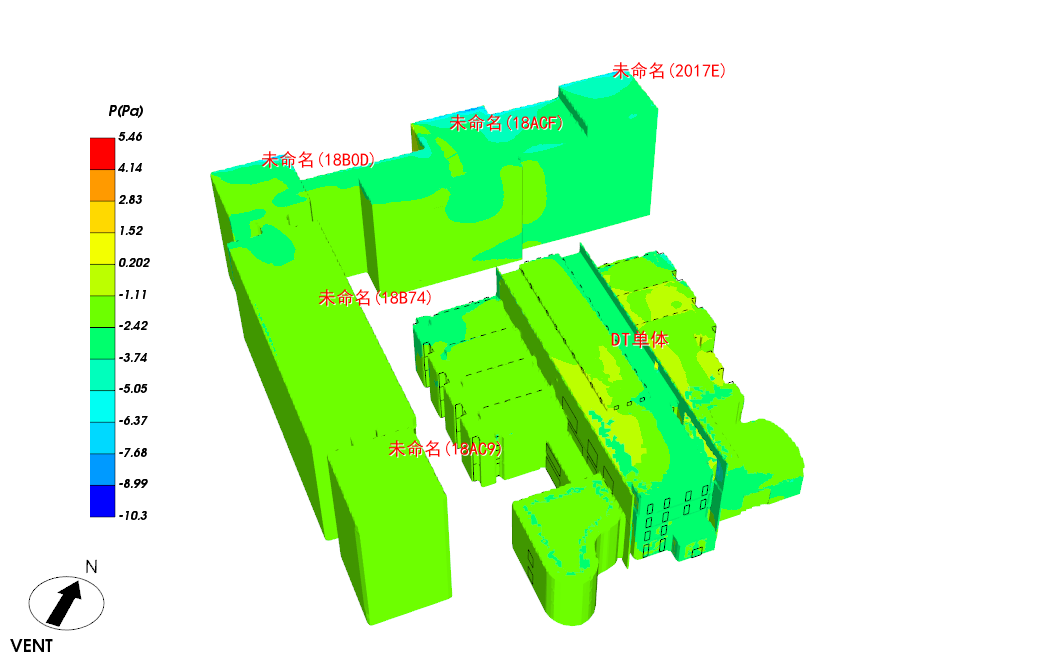 未命名(2017E)
P(Pa)
未命名(18ACF)
5.46
未命名(18B0D)
4.14
2.83
1.52
0.202
-1.11
未命名(18B74)
-2.42
DT单体
-3.74
-5.05
-6.37
未命名(18AC9)
-7.68
-8.99
-10.3
N
VENT